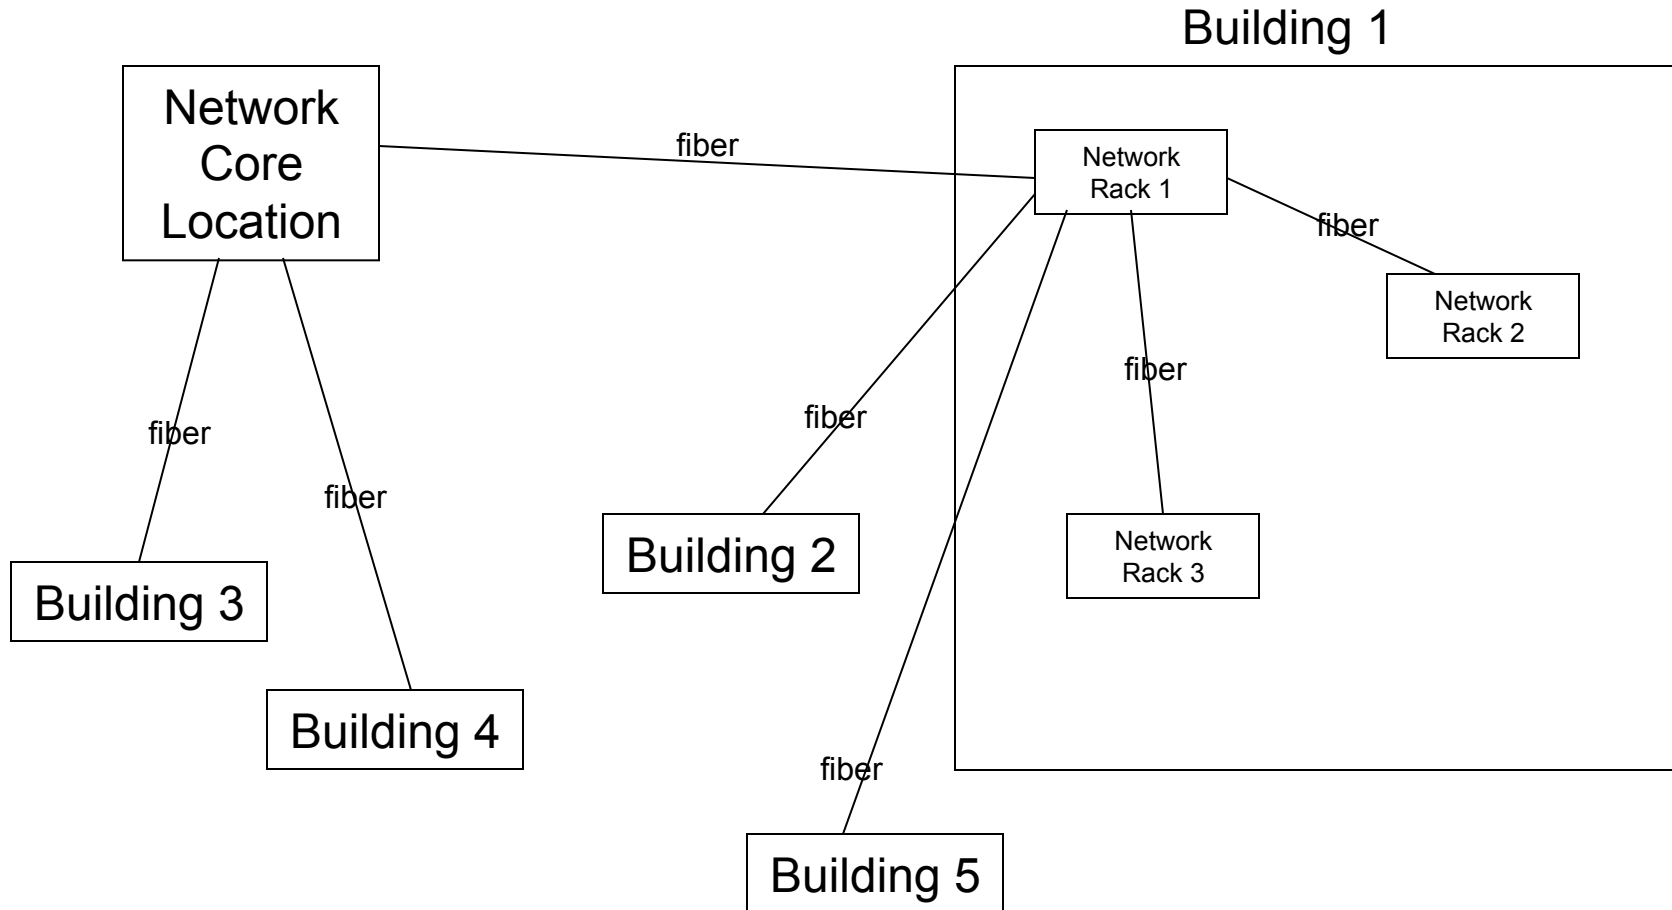 Building 1
Network
Core
Location
fiber
Network
Rack 1
fiber
Network
Rack 2
fiber
fiber
fiber
fiber
Network
Rack 3
Building 2
Building 3
Building 4
fiber
Building 5